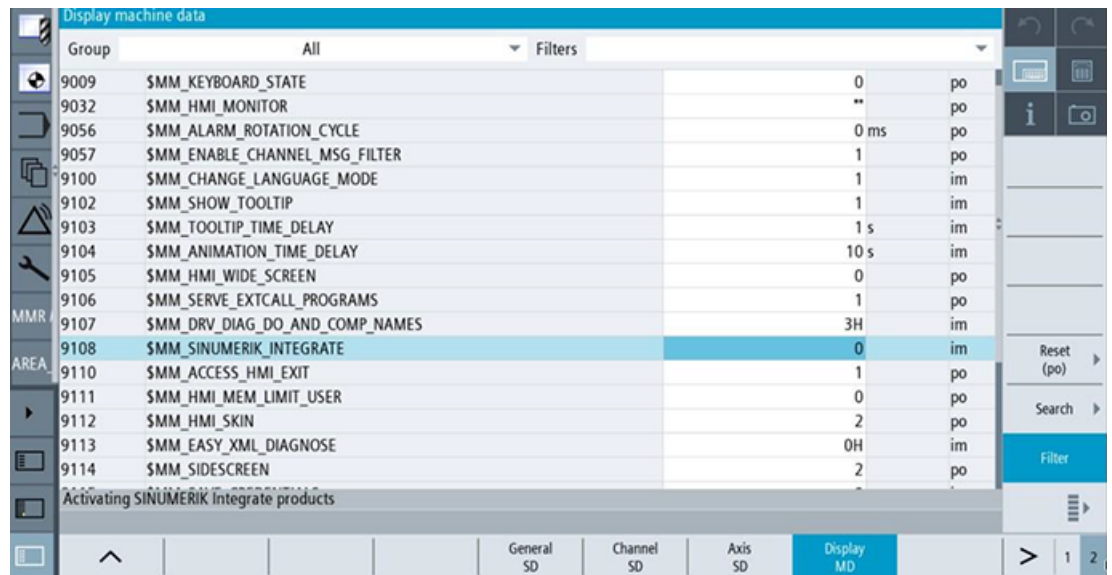 Display machine data
Group All Filters
9009 $MM_KEYBOARD_STATE 0 po
9032 $MM_HMI_MONITOR "" po
9056 $MM_ALARM_ROTATION_CYCLE 0 ms po
9057 $MM_ENABLE_CHANNEL_MSG_FILTER 1 po
9100 $MM_CHANGE_LANGUAGE_MODE 1 im
9102 $MM_SHOW_TOOLTIP 1 im
9103 $MM_TOOLTIP_TIME_DELAY 1 s im
9104 $MM_ANIMATION_TIME_DELAY 10 s im
9105 $MM_HMI_WIDE_SCREEN 0 po
9106 $MM_SERVE_EXTCALL_PROGRAMS 1 po
9107 $MM_DRV_DIAG_DO_AND_COMP_NAMES 3H im
9108 $MM_SINUMERIK_INTEGRATE 0 im
9110 $MM_ACCESS_HMI_EXIT 1 po
9111 $MM_HMI_MEM_LIMIT_USER 0 po
9112 $MM_HMI_SKIN 2 po
9113 $MM_EASY_XML_DIAGNOSE 0H im
9114 $MM_SIDESCREEN 2 po
Activating SINUMERIK Integrate products
MMR
AREA_
i
Reset
(po)
Search
Filter
General
SD
Channel
SD
Axis
SD
Display
MD
> 1 2